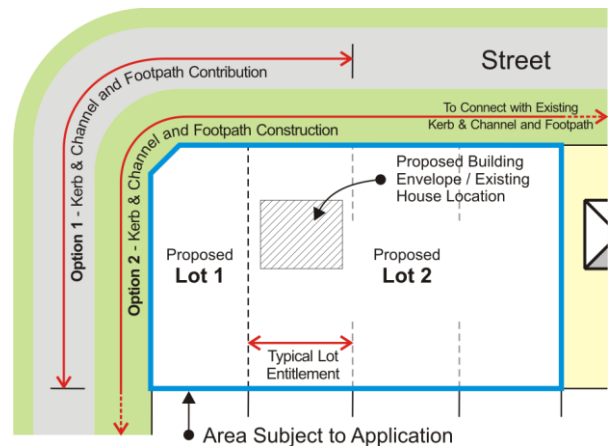 Street
Option 1 - Kerb & Channel and Footpath Contribution
Option 2 - Kerb & Channel and Footpath Construction
To Connect with Existing
Kerb & Channel and Footpath
Proposed Building
Envelope / Existing
House Location
Proposed
Lot 1
Proposed
Lot 2
Typical Lot
Entitlement
Area Subject to Application